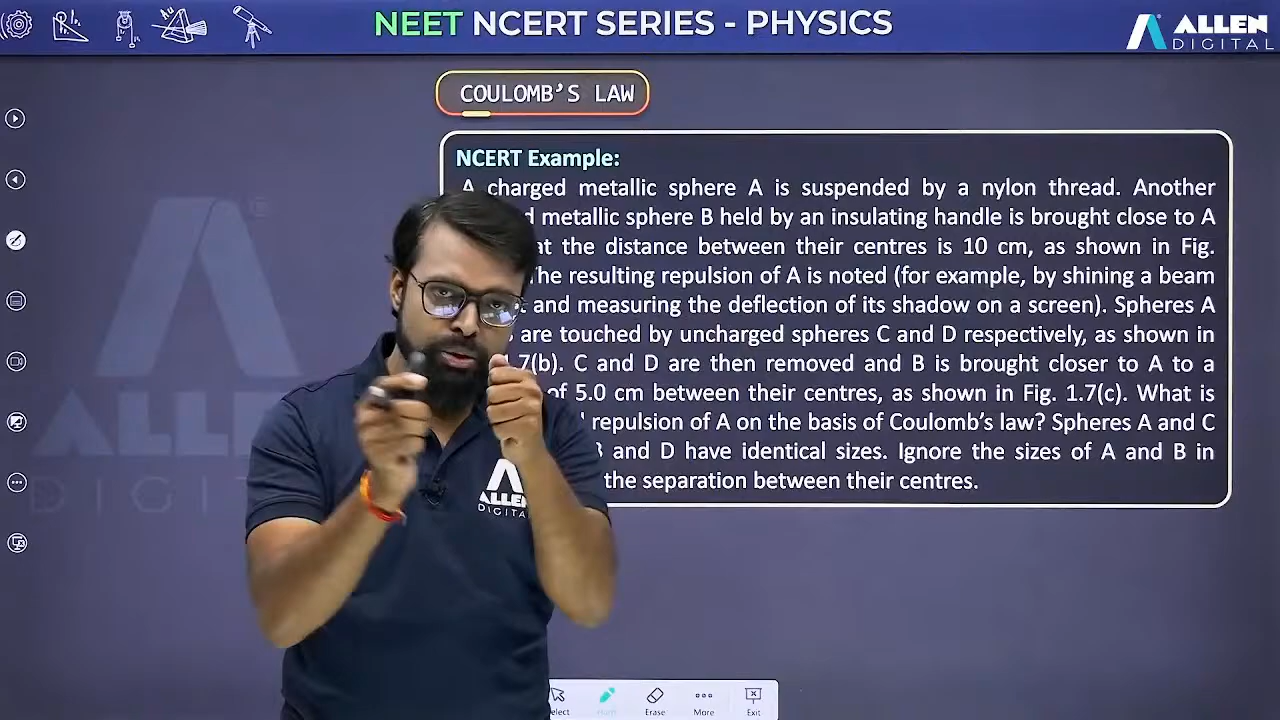 NEET NCERT SERIES - PHYSICS
ALLEN
DIGITAL
COULOMB'S LAW
NCERT Example:
A charged metallic sphere A is suspended by a nylon thread. Another
metallic sphere B held by an insulating handle is brought close to A
at the distance between their centres is 10 cm, as shown in Fig.
The resulting repulsion of A is noted (for example, by shining a beam
and measuring the deflection of its shadow on a screen). Spheres A
are touched by uncharged spheres C and D respectively, as shown in
1.7(b). C and D are then removed and B is brought closer to A to a
of 5.0 cm between their centres, as shown in Fig. 1.7(c). What is
repulsion of A on the basis of Coulomb's law? Spheres A and C
B and D have identical sizes. Ignore the sizes of A and B in
the separation between their centres.
ALLEN
DIGITAL
ALLEN
DIGITAL
Erase
More
Exit